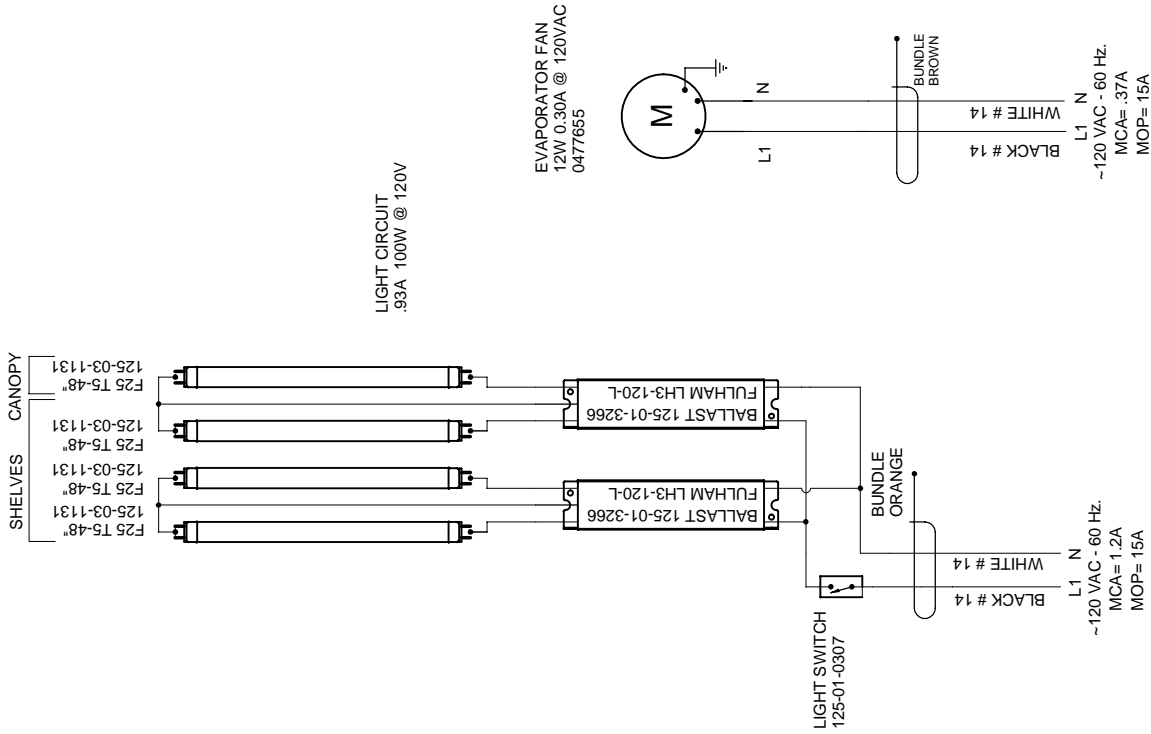 SHELVES
CANOPY
F25 T5-48"
125-03-1131
F25 T5-48"
125-03-1131
F25 T5-48"
125-03-1131
F25 T5-48"
125-03-1131
LIGHT CIRCUIT
.93A 100W @ 120V
BALLAST 125-01-3266
FULHAM LH3-120-L
BALLAST 125-01-3266
FULHAM LH3-120-L
LIGHT SWITCH
125-01-0307
BUNDLE
ORANGE
BLACK # 14
WHITE # 14
L1
N
~120 VAC - 60 Hz.
MCA= 1.2A
MOP= 15A
EVAPORATOR FAN
12W 0.30A @ 120VAC
0477655
M
L1
N
BUNDLE
BROWN
BLACK # 14
WHITE # 14
L1
N
~120 VAC - 60 Hz.
MCA= .37A
MOP= 15A